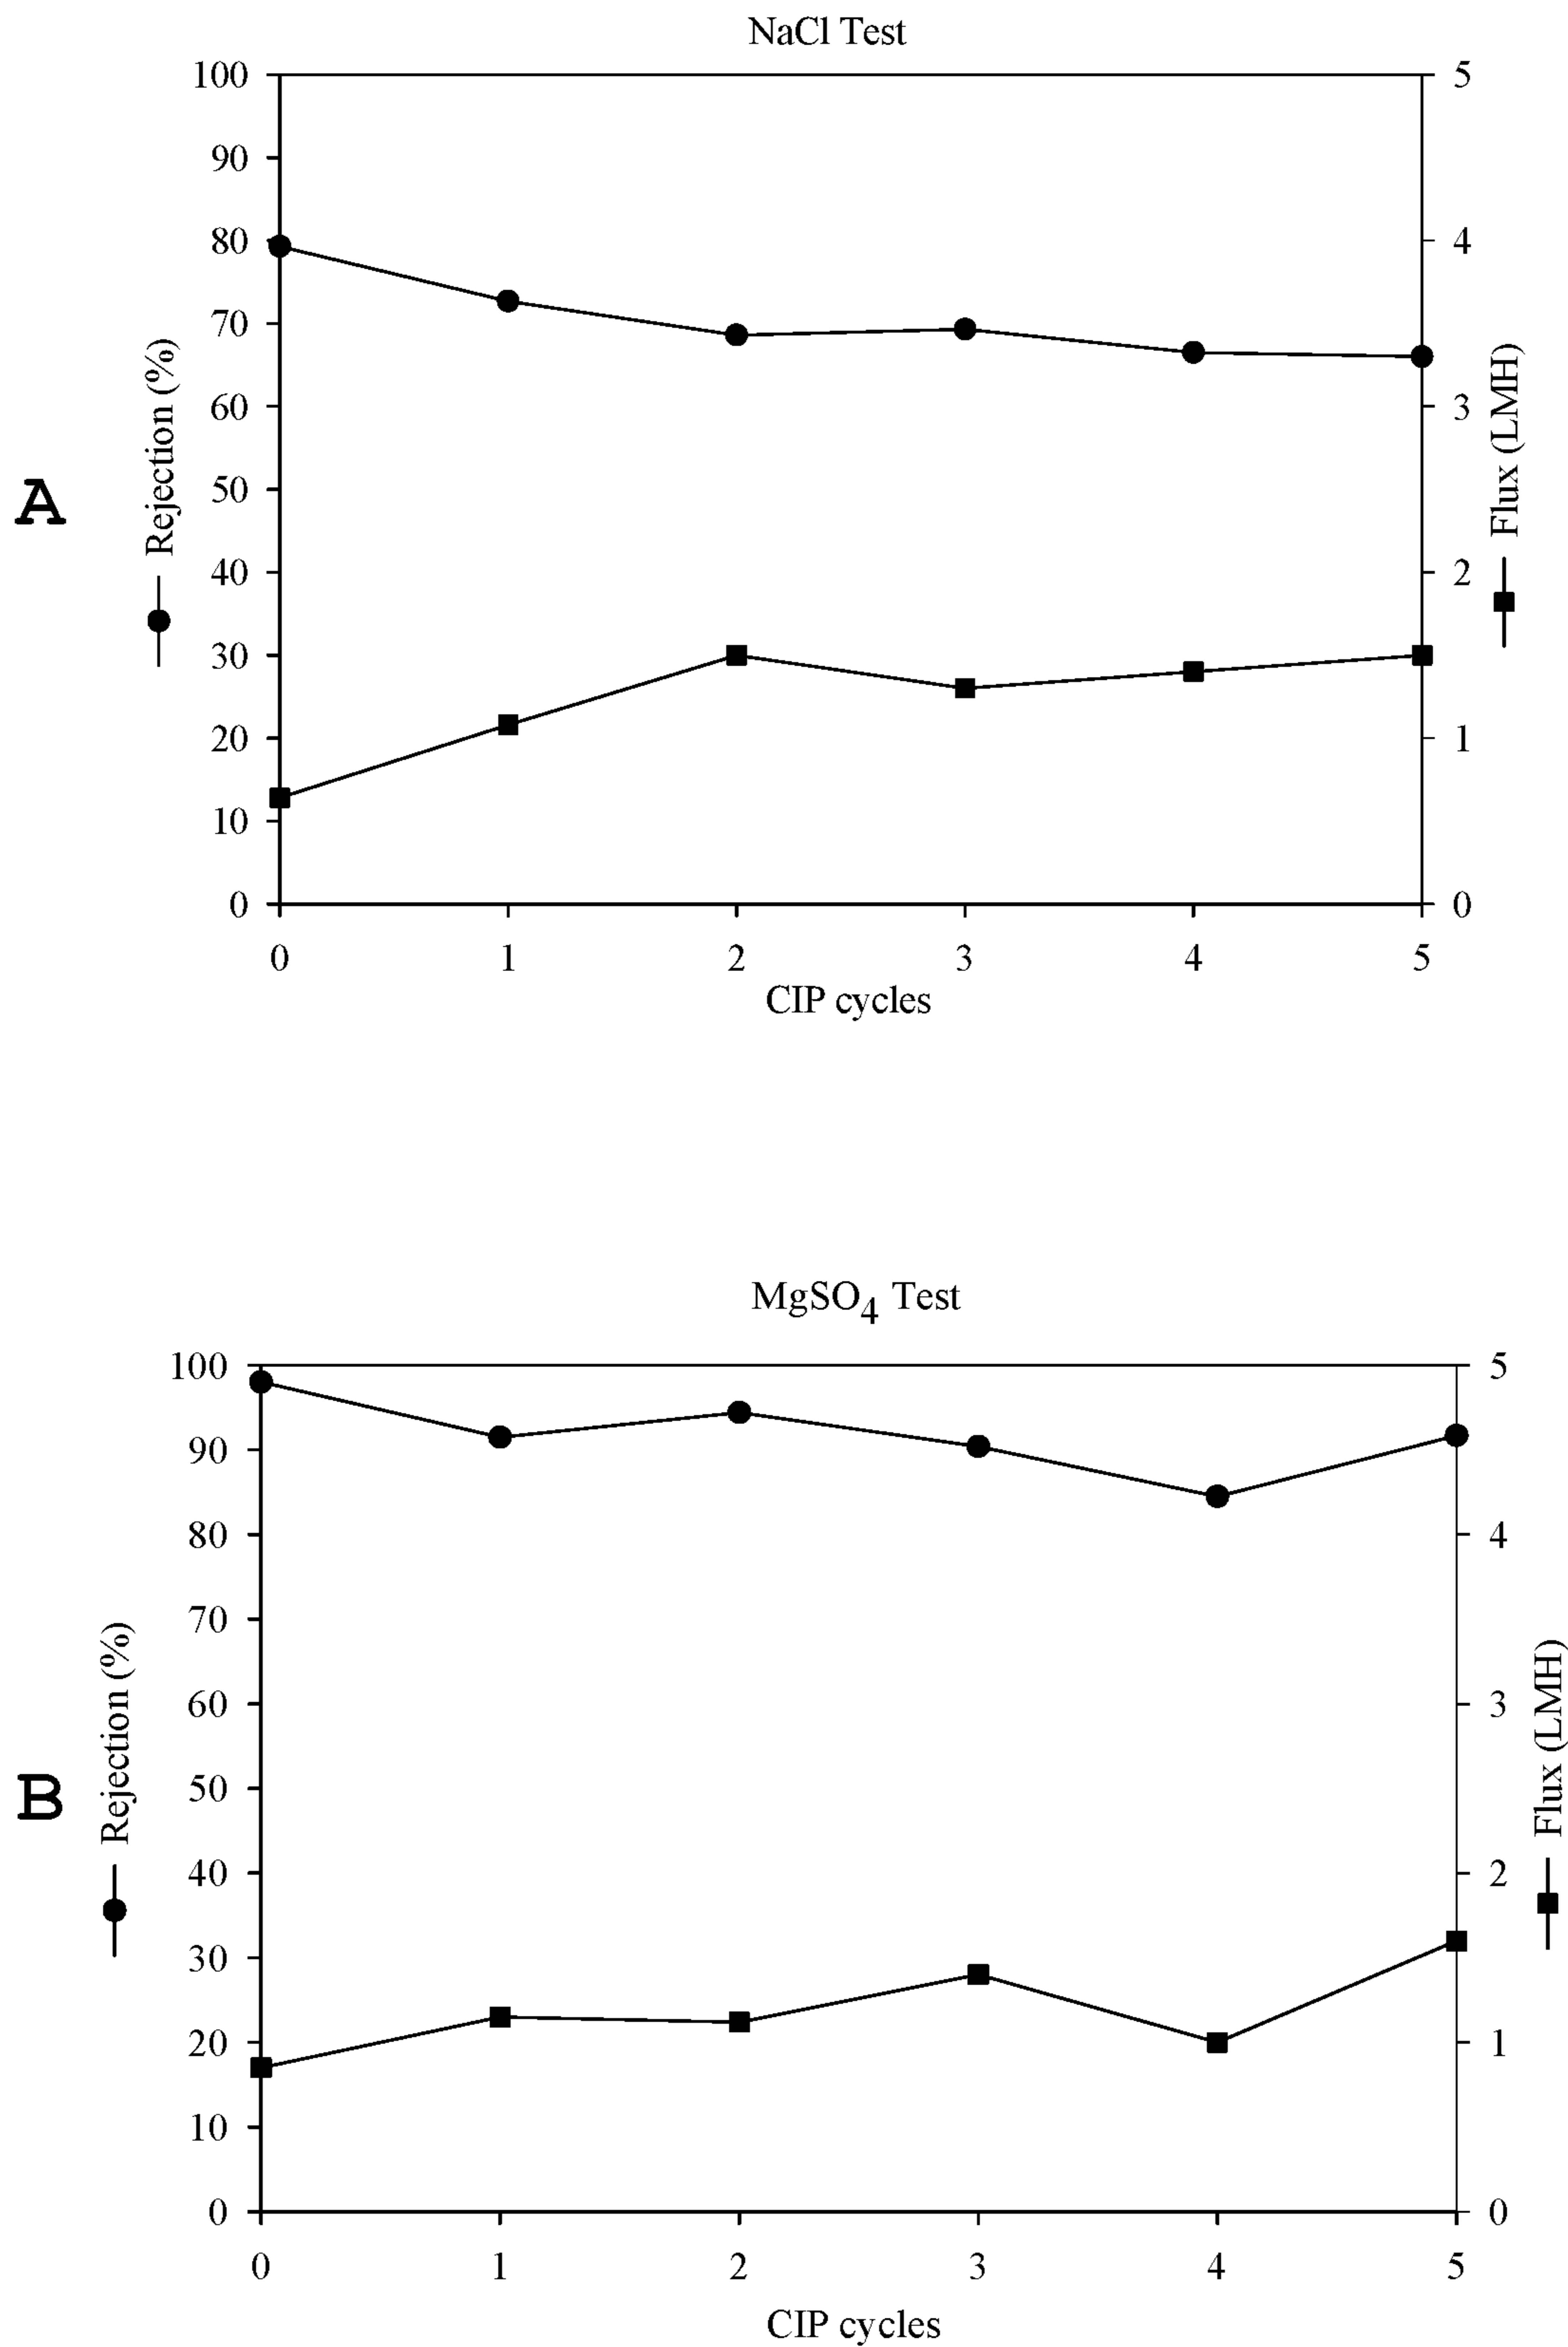 NaCl Test
100
90
80
70
60
50
40
30
20
10
0
5
4
3
2
1
0
A
Rejection (%)
Flux (LMH)
0 1 2 3 4 5
CIP cycles
MgSO4 Test
100
90
80
70
60
50
40
30
20
10
0
5
4
3
2
1
0
B
Rejection (%)
Flux (LMH)
0 1 2 3 4 5
CIP cycles